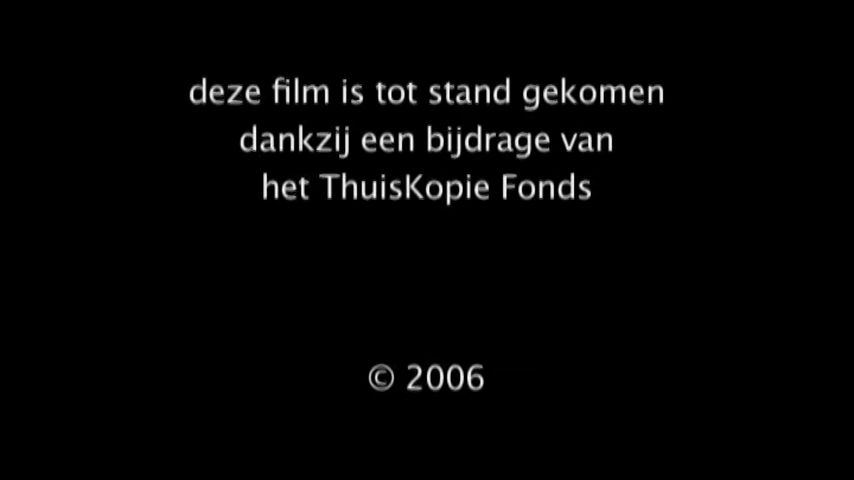 deze film is tot stand gekomen
dankzij een bijdrage van
het ThuisKopie Fonds
© 2006